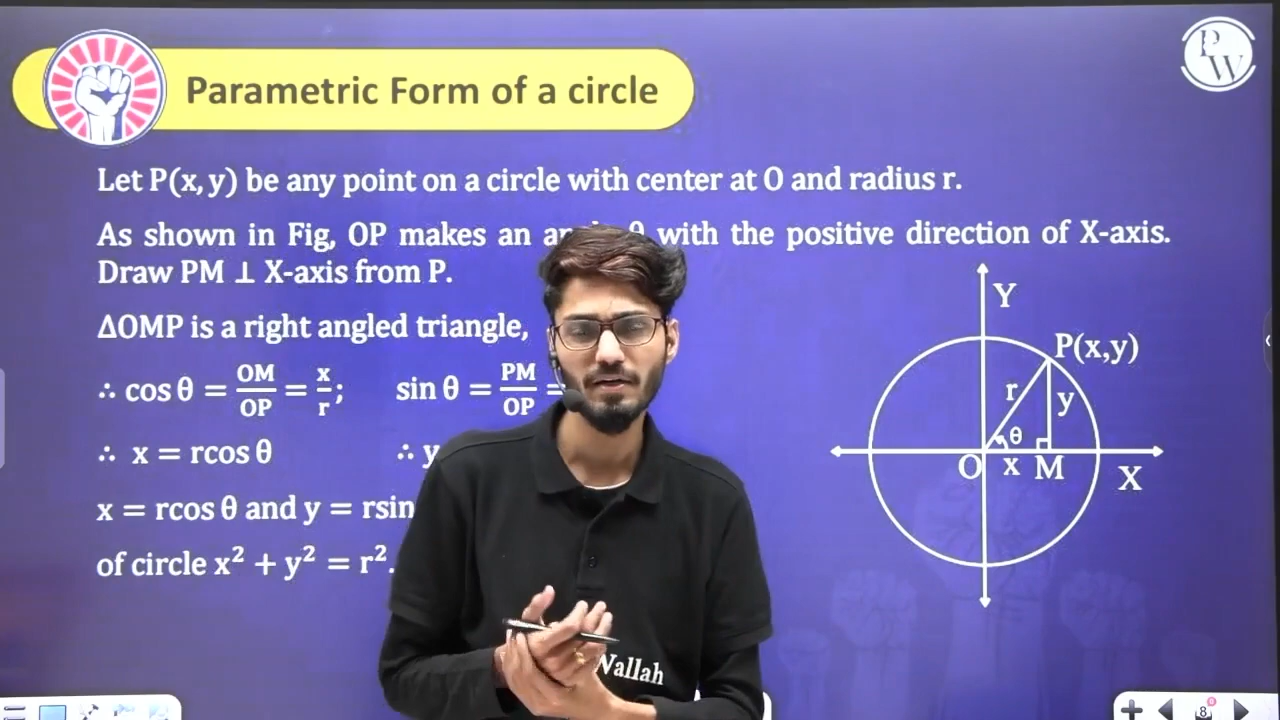 Parametric Form of a circle
PW
Let P(x, y) be any point on a circle with center at O and radius r.
As shown in Fig, OP makes an θ with the positive direction of X-axis.
Draw PM ⊥ X-axis from P.
ΔOMP is a right angled triangle,
∴ cos θ = OM/OP = x/r; sin θ = PM/OP =
∴ x = rcos θ ∴ y
x = rcos θ and y = rsin
of circle x² + y² = r².
Y
P(x,y)
r
y
θ
O x M
X
Wallah
8